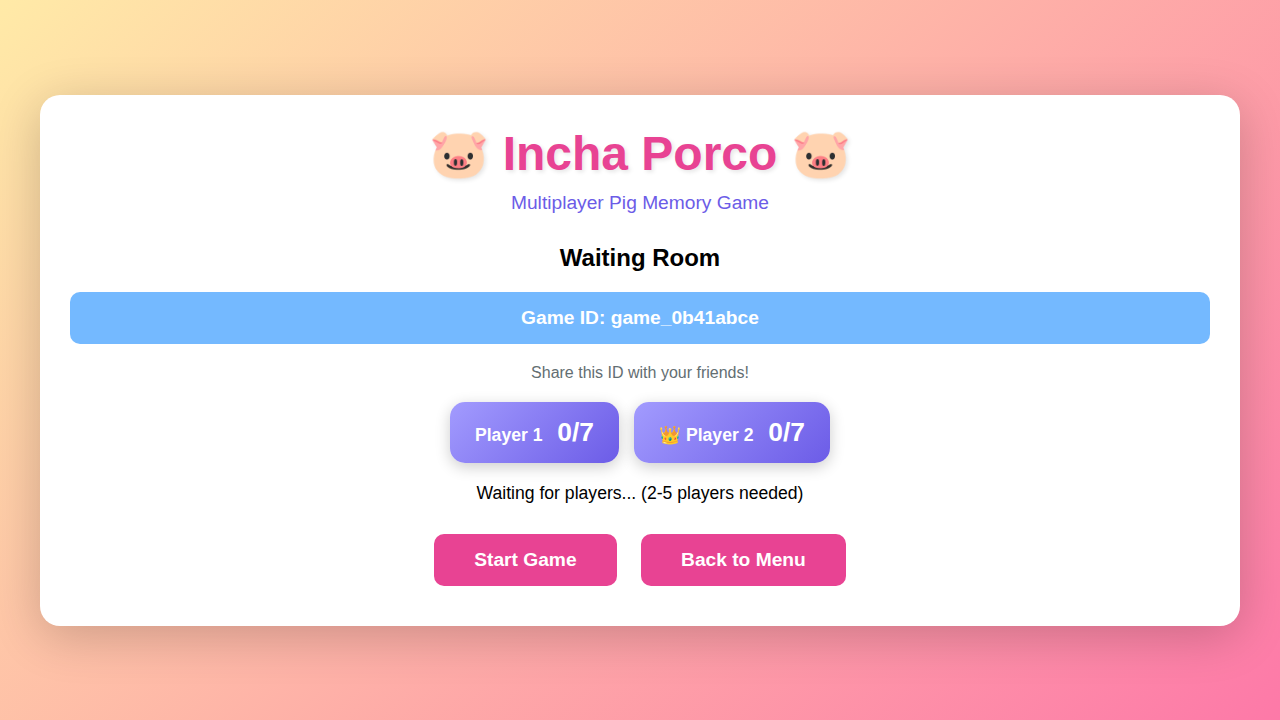 🐷 Incha Porco 🐷
Multiplayer Pig Memory Game
Waiting Room
Game ID: game_0b41abce
Share this ID with your friends!
Player 1 0/7
👑 Player 2 0/7
Waiting for players... (2-5 players needed)
Start Game
Back to Menu